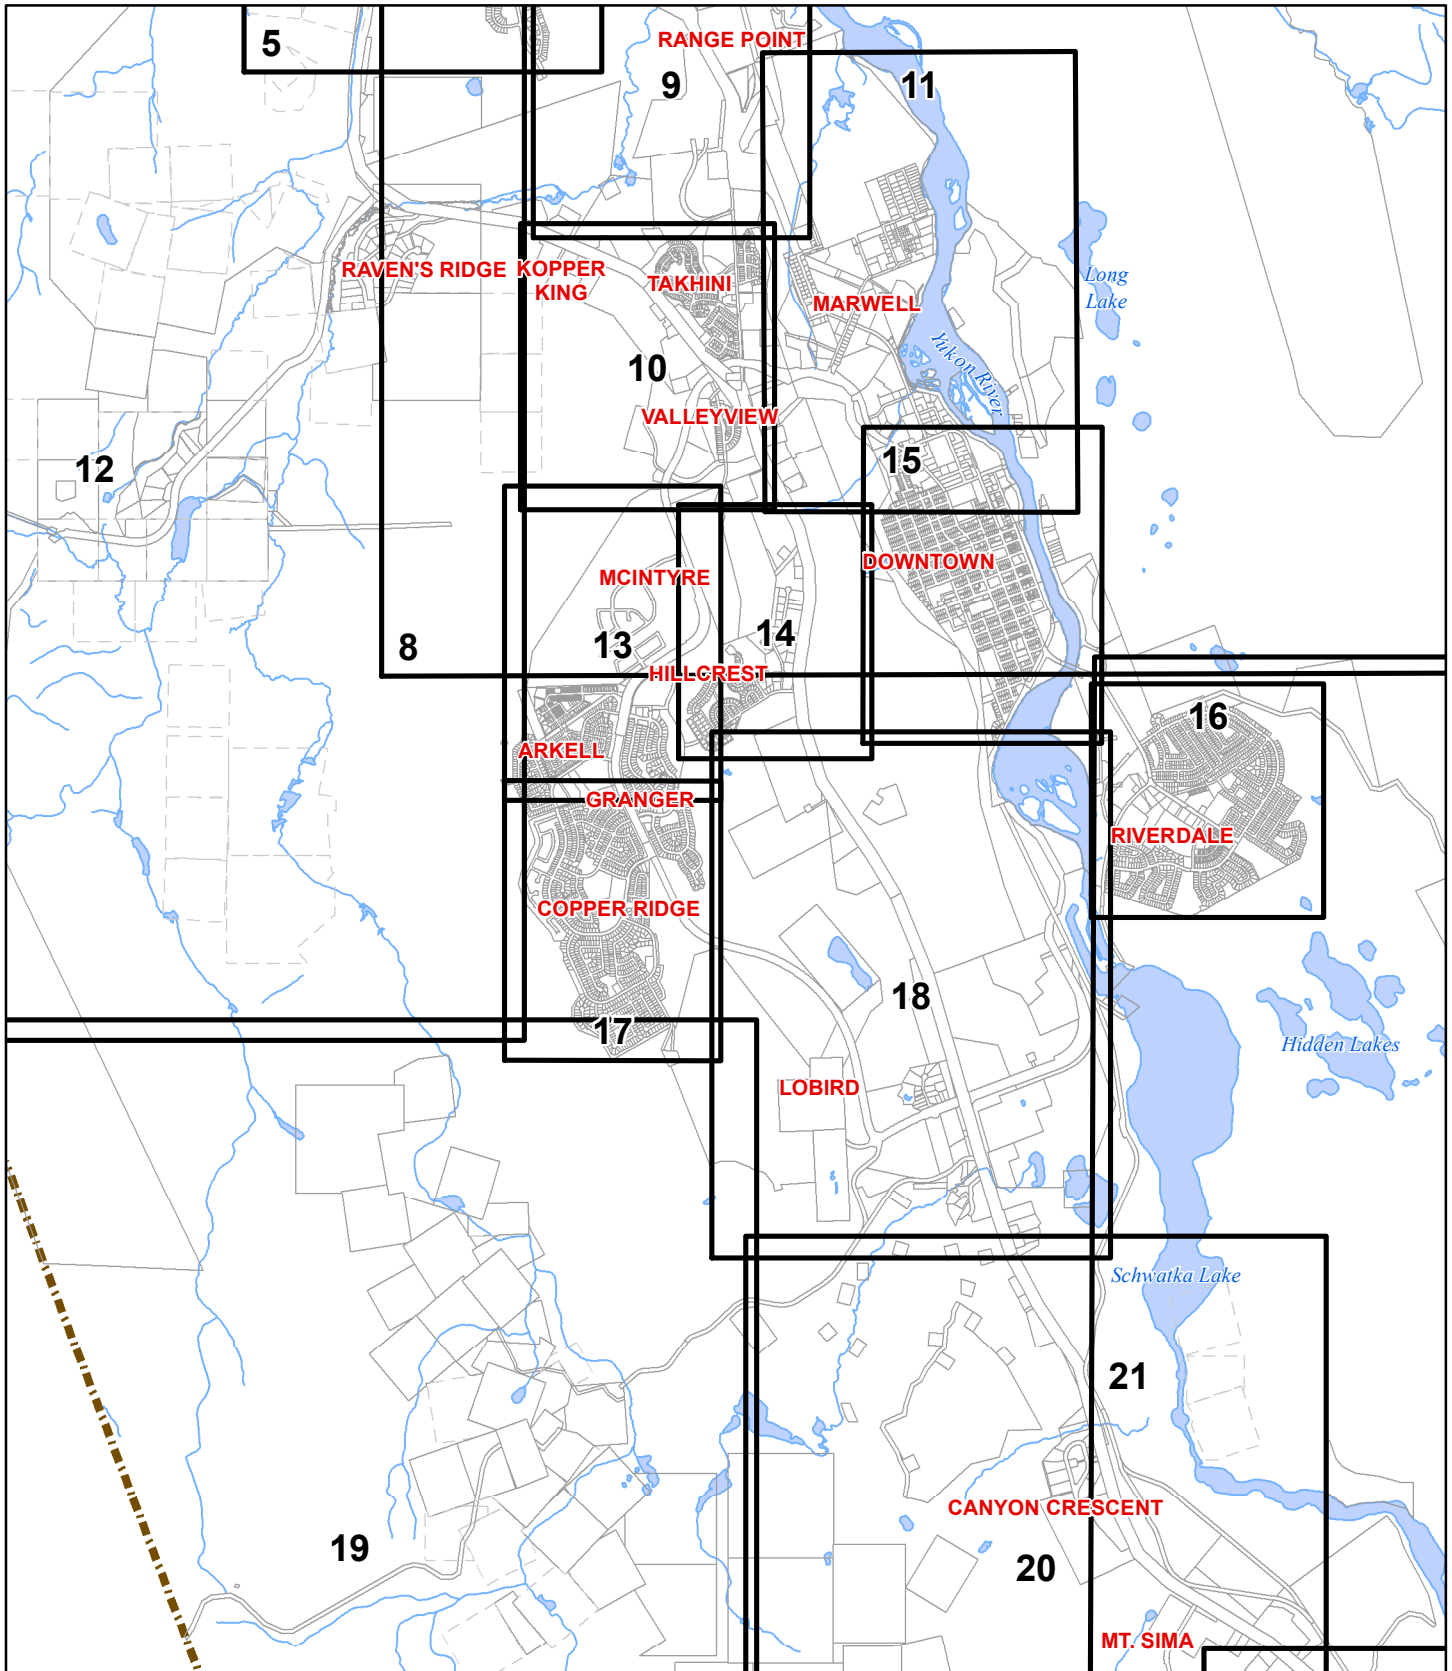 5
RANGE POINT
9
11
RAVEN'S RIDGE
KOPPER
KING
TAKHINI
Long
Lake
MARWELL
Yukon River
10
VALLEYVIEW
12
15
DOWNTOWN
MCINTYRE
14
13
8
HILLCREST
16
ARKELL
GRANGER
RIVERDALE
COPPER RIDGE
18
17
Hidden Lakes
LOBIRD
Schwatka Lake
21
CANYON CRESCENT
19
20
MT. SIMA